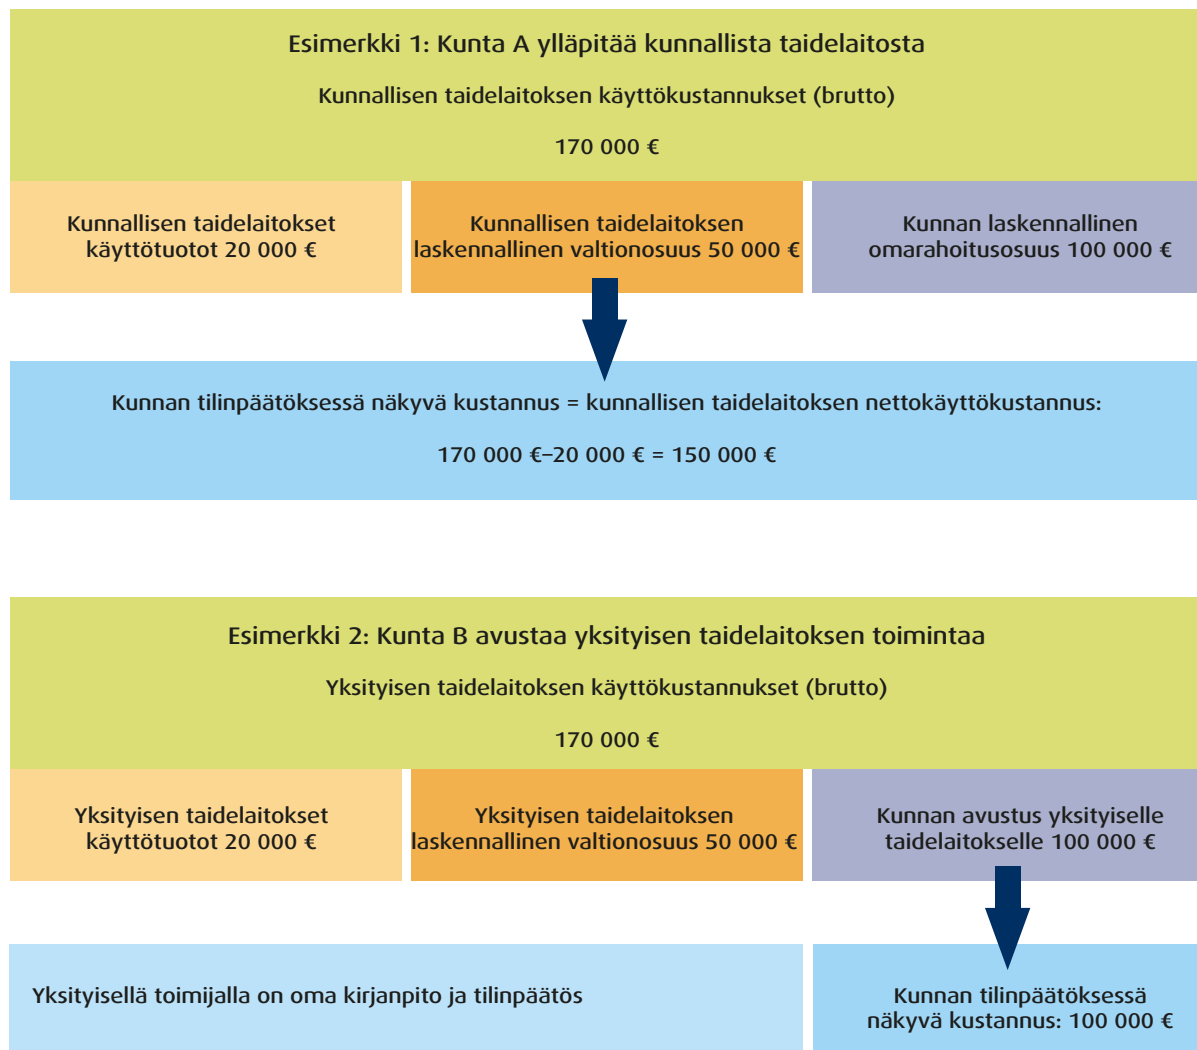 Esimerkki 1: Kunta A ylläpitää kunnallista taidelaitosta
Kunnallisen taidelaitoksen käyttökustannukset (brutto)
170 000 €
Kunnallisen taidelaitokset
käyttötuotot 20 000 €
Kunnallisen taidelaitoksen
laskennallinen valtionosuus 50 000 €
Kunnan laskennallinen
omarahoitusosuus 100 000 €
Kunnan tilinpäätöksessä näkyvä kustannus = kunnallisen taidelaitoksen nettokäyttökustannus:
170 000 €–20 000 € = 150 000 €
Esimerkki 2: Kunta B avustaa yksityisen taidelaitoksen toimintaa
Yksityisen taidelaitoksen käyttökustannukset (brutto)
170 000 €
Yksityisen taidelaitokset
käyttötuotot 20 000 €
Yksityisen taidelaitoksen
laskennallinen valtionosuus 50 000 €
Kunnan avustus yksityiselle
taidelaitokselle 100 000 €
Yksityisellä toimijalla on oma kirjanpito ja tilinpäätös
Kunnan tilinpäätöksessä
näkyvä kustannus: 100 000 €